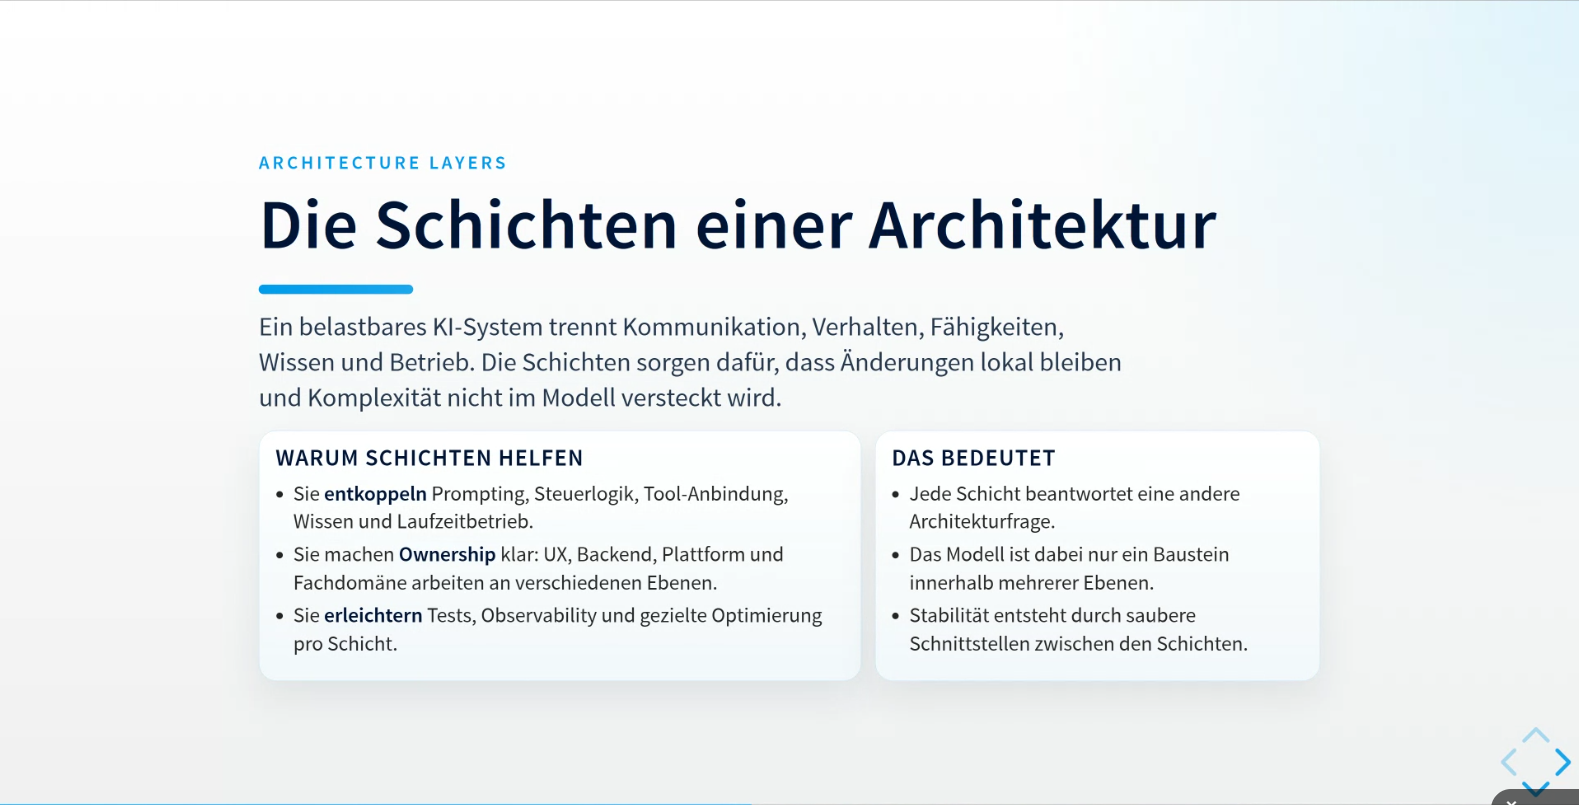 ARCHITECTURE LAYERS
Die Schichten einer Architektur
Ein belastbares KI-System trennt Kommunikation, Verhalten, Fähigkeiten,
Wissen und Betrieb. Die Schichten sorgen dafür, dass Änderungen lokal bleiben
und Komplexität nicht im Modell versteckt wird.
WARUM SCHICHTEN HELFEN
• Sie entkoppeln Prompting, Steuerlogik, Tool-Anbindung,
Wissen und Laufzeitbetrieb.
• Sie machen Ownership klar: UX, Backend, Plattform und
Fachdomäne arbeiten an verschiedenen Ebenen.
• Sie erleichtern Tests, Observability und gezielte Optimierung
pro Schicht.
DAS BEDEUTET
• Jede Schicht beantwortet eine andere
Architekturfrage.
• Das Modell ist dabei nur ein Baustein
innerhalb mehrerer Ebenen.
• Stabilität entsteht durch saubere
Schnittstellen zwischen den Schichten.